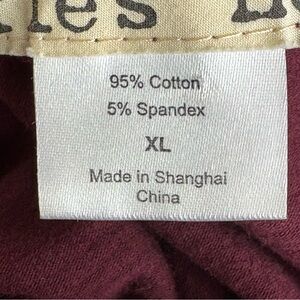 95% Cotton
5% Spandex
XL
Made in Shanghai
China